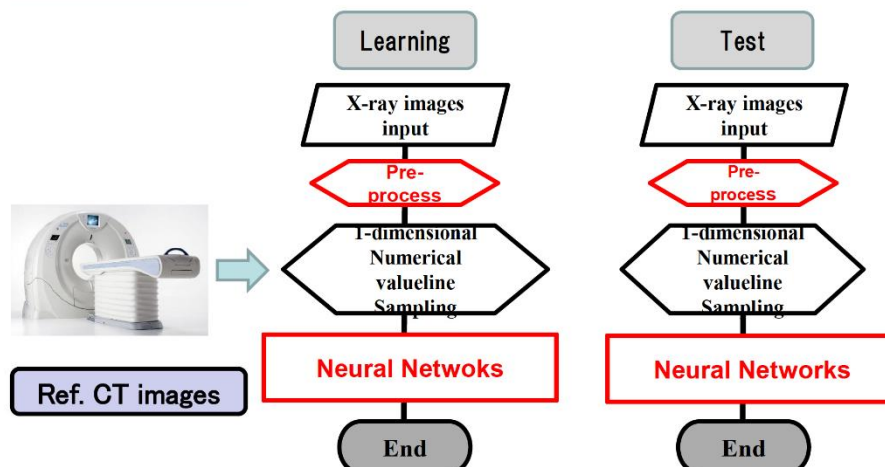 Learning
X-ray images
input
Pre-
process
1-dimensional
Numerical
valueline
Sampling
Neural Netwoks
End
Ref. CT images
Test
X-ray images
input
Pre-
process
1-dimensional
Numerical
valueline
Sampling
Neural Networks
End